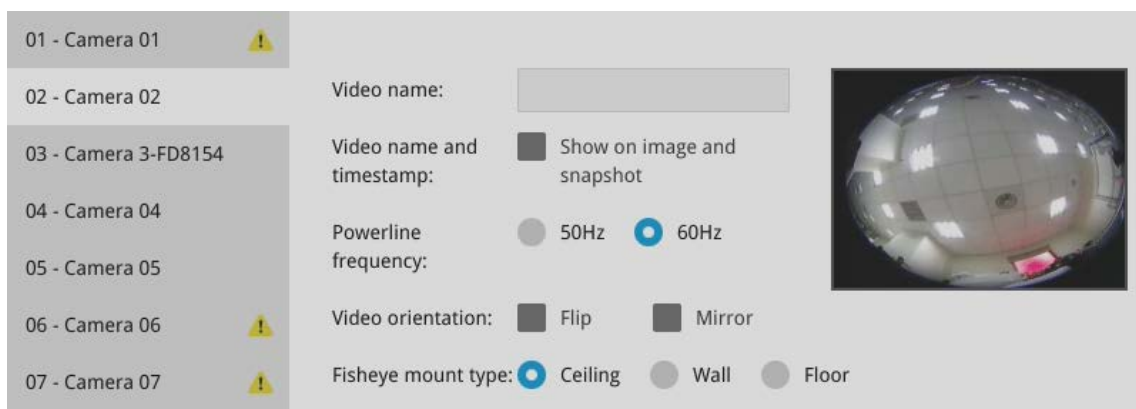 01 - Camera 01
02 - Camera 02
03 - Camera 3-FD8154
04 - Camera 04
05 - Camera 05
06 - Camera 06
07 - Camera 07
Video name:
Video name and
timestamp:
Show on image and
snapshot
Powerline
frequency:
50Hz
60Hz
Video orientation:
Flip
Mirror
Fisheye mount type:
Ceiling
Wall
Floor